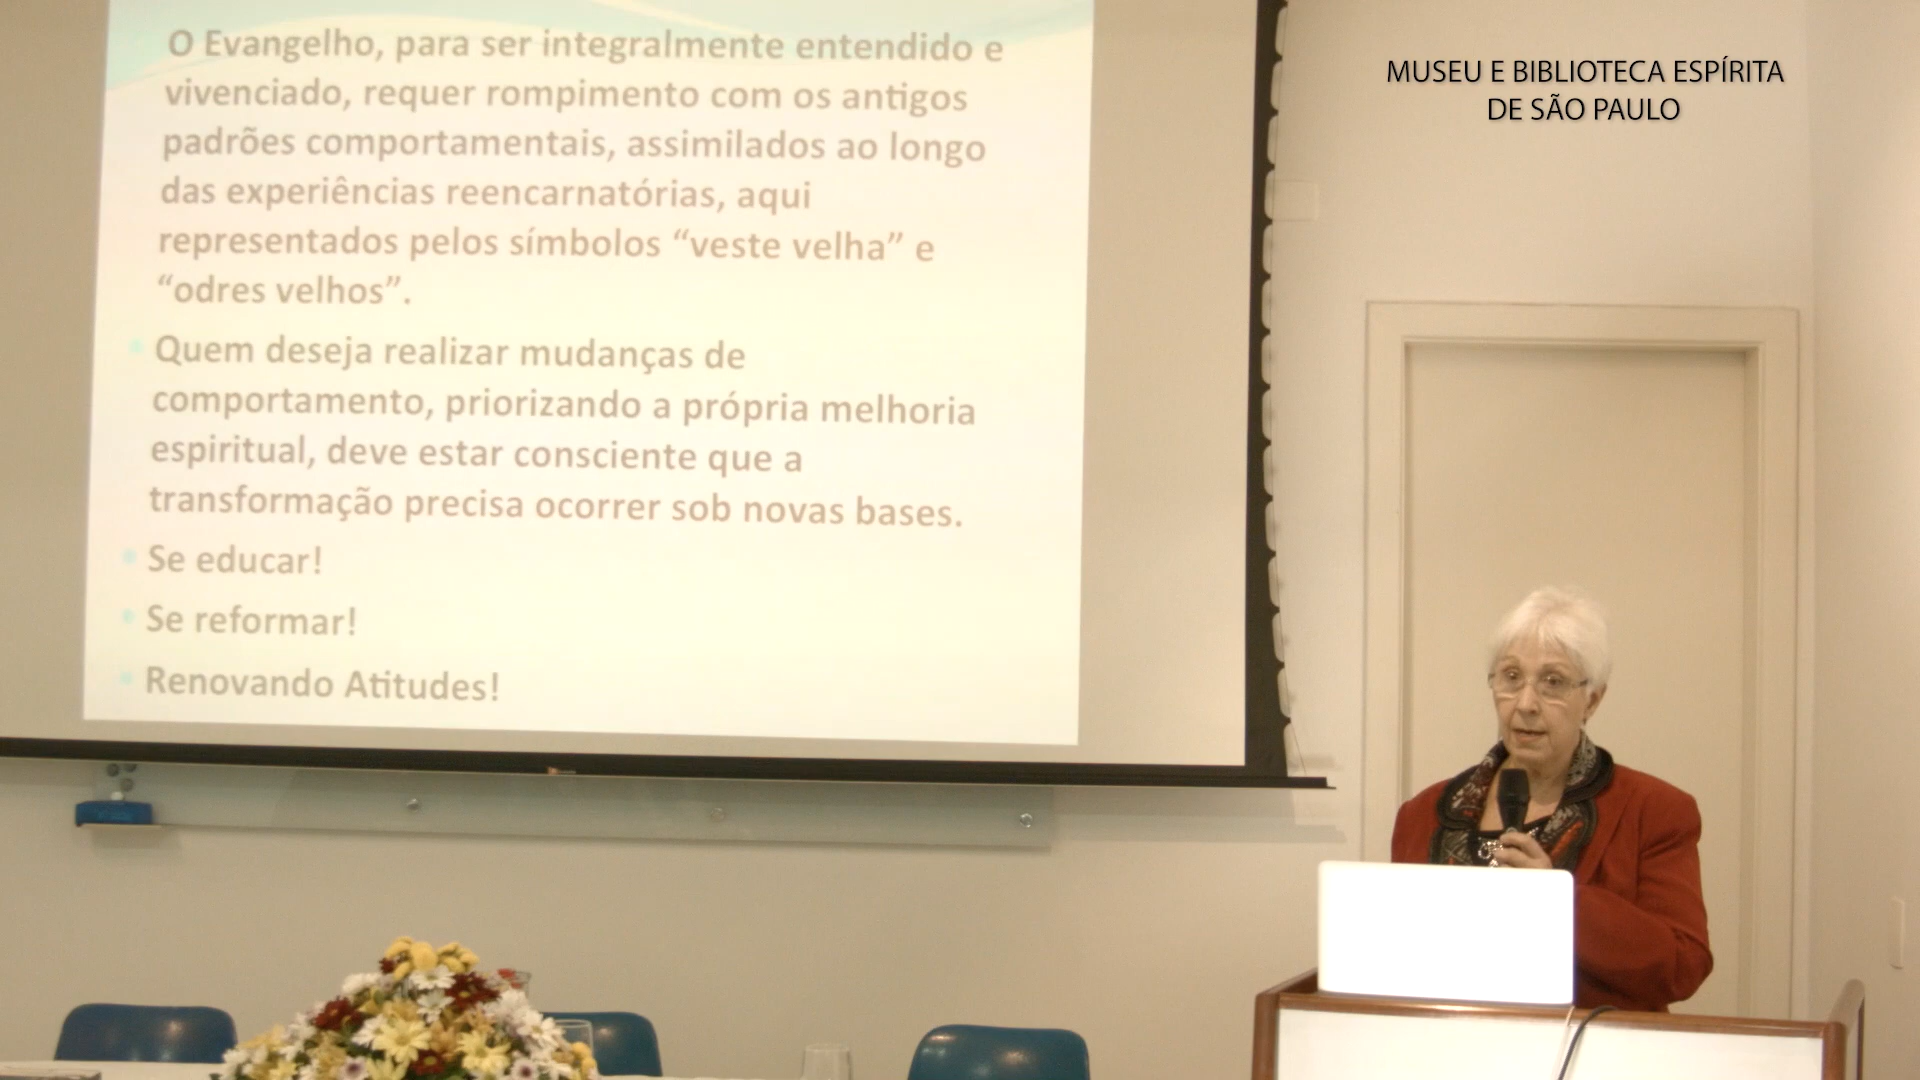 O Evangelho, para ser integralmente entendido e
vivenciado, requer rompimento com os antigos
padrões comportamentais, assimilados ao longo
das experiências reencarnatórias, aqui
representados pelos símbolos “veste velha” e
“odres velhos”.
Quem deseja realizar mudanças de
comportamento, priorizando a própria melhoria
espiritual, deve estar consciente que a
transformação precisa ocorrer sob novas bases.
Se educar!
Se reformar!
Renovando Atitudes!
MUSEU E BIBLIOTECA ESPÍRITA
DE SÃO PAULO